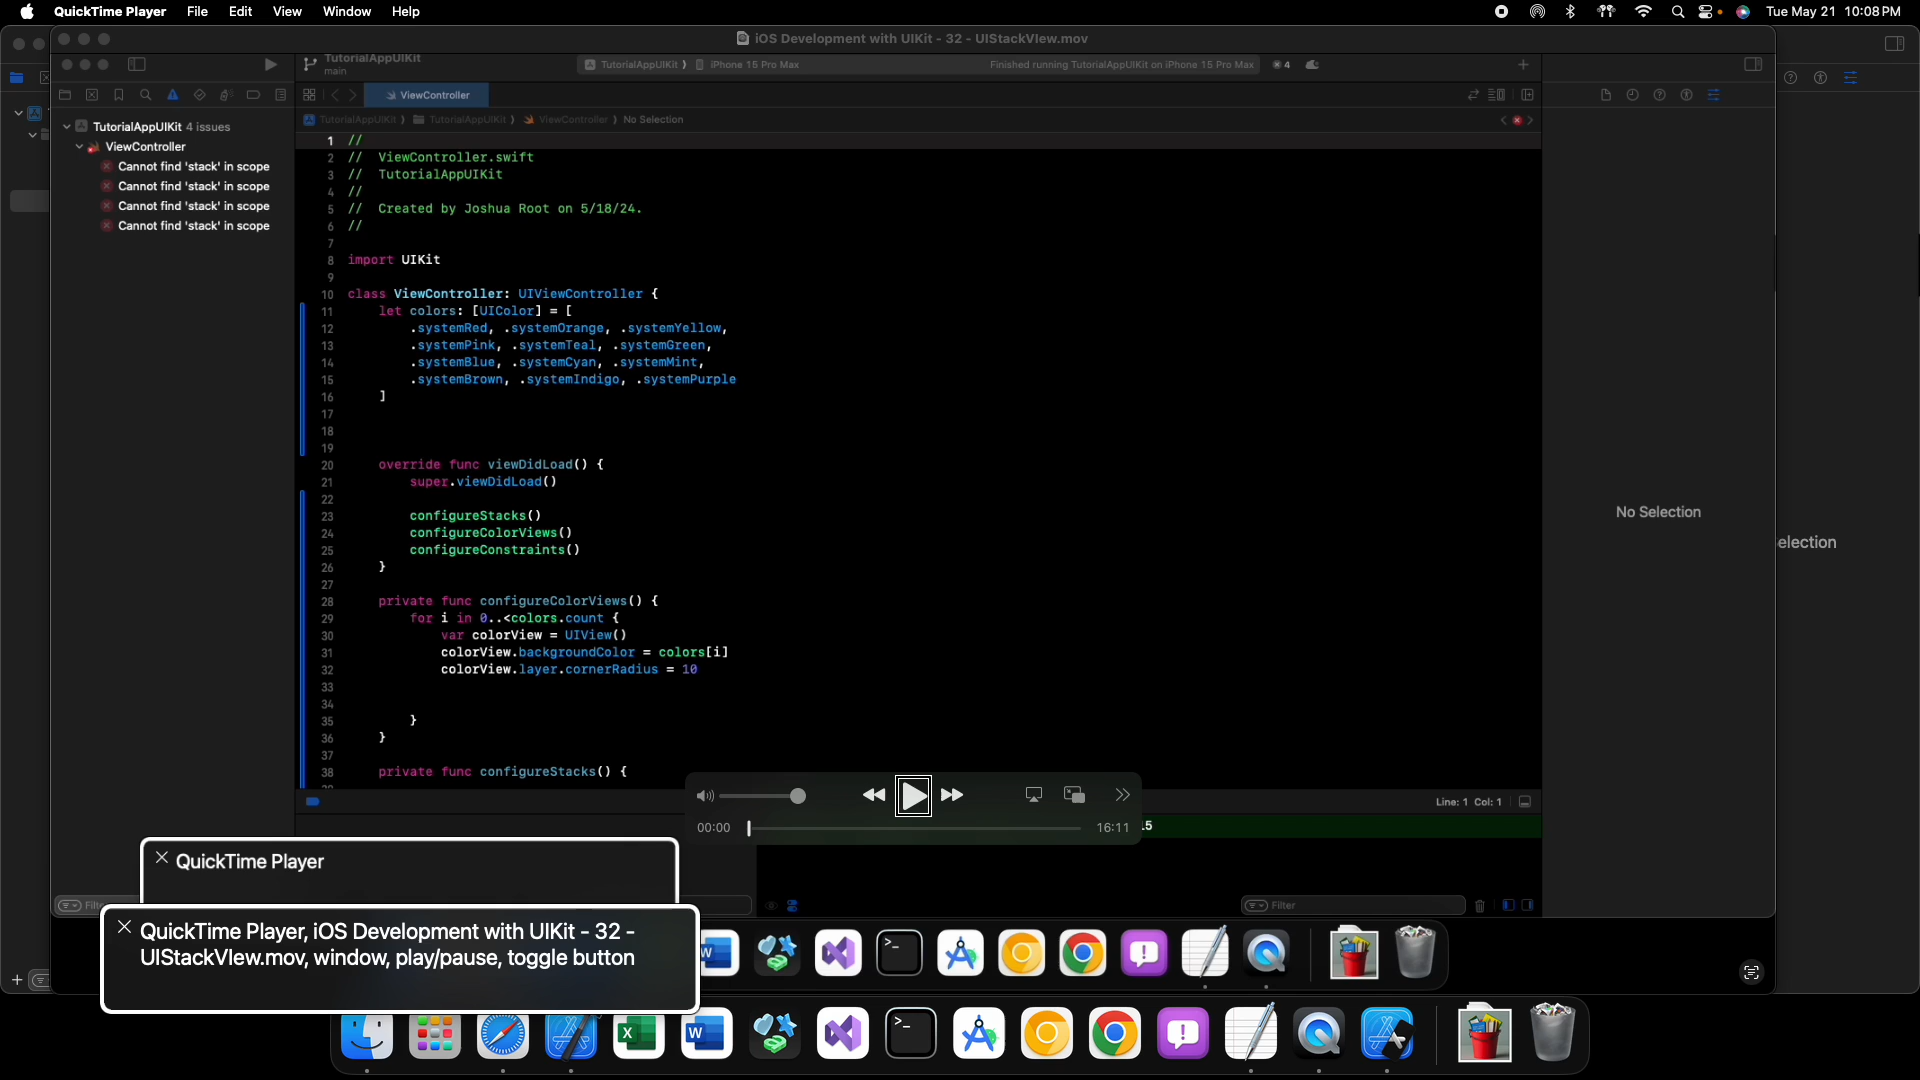 QuickTime Player File Edit View Window Help
Tue May 21 10:08 PM
iOS Development with UIKit - 32 - UIStackVIew.mov
TutorialAppUIKit
main
TutorialAppUIKit ⟩ iPhone 15 Pro Max
Finished running TutorialAppUIKit on iPhone 15 Pro Max
4
ViewController
TutorialAppUIKit ⟩ TutorialAppUIKit ⟩ ViewController ⟩ No Selection
TutorialAppUIKit 4 issues
ViewController
Cannot find 'stack' in scope
Cannot find 'stack' in scope
Cannot find 'stack' in scope
Cannot find 'stack' in scope
1 //
2 // ViewController.swift
3 // TutorialAppUIKit
4 //
5 // Created by Joshua Root on 5/18/24.
6 //
7
8 import UIKit
9
10 class ViewController: UIViewController {
11 let colors: [UIColor] = [
12 .systemRed, .systemOrange, .systemYellow,
13 .systemPink, .systemTeal, .systemGreen,
14 .systemBlue, .systemCyan, .systemMint,
15 .systemBrown, .systemIndigo, .systemPurple
16 ]
17
18
19
20 override func viewDidLoad() {
21 super.viewDidLoad()
22
23 configureStacks()
24 configureColorViews()
25 configureConstraints()
26 }
27
28 private func configureColorViews() {
29 for i in 0..<colors.count {
30 var colorView = UIView()
31 colorView.backgroundColor = colors[i]
32 colorView.layer.cornerRadius = 10
33
34
35 }
36 }
37
38 private func configureStacks() {
No Selection
election
Line: 1 Col: 1
00:00
16:11
.5
QuickTime Player
QuickTime Player, iOS Development with UIKit - 32 -
UIStackVIew.mov, window, play/pause, toggle button
Filter